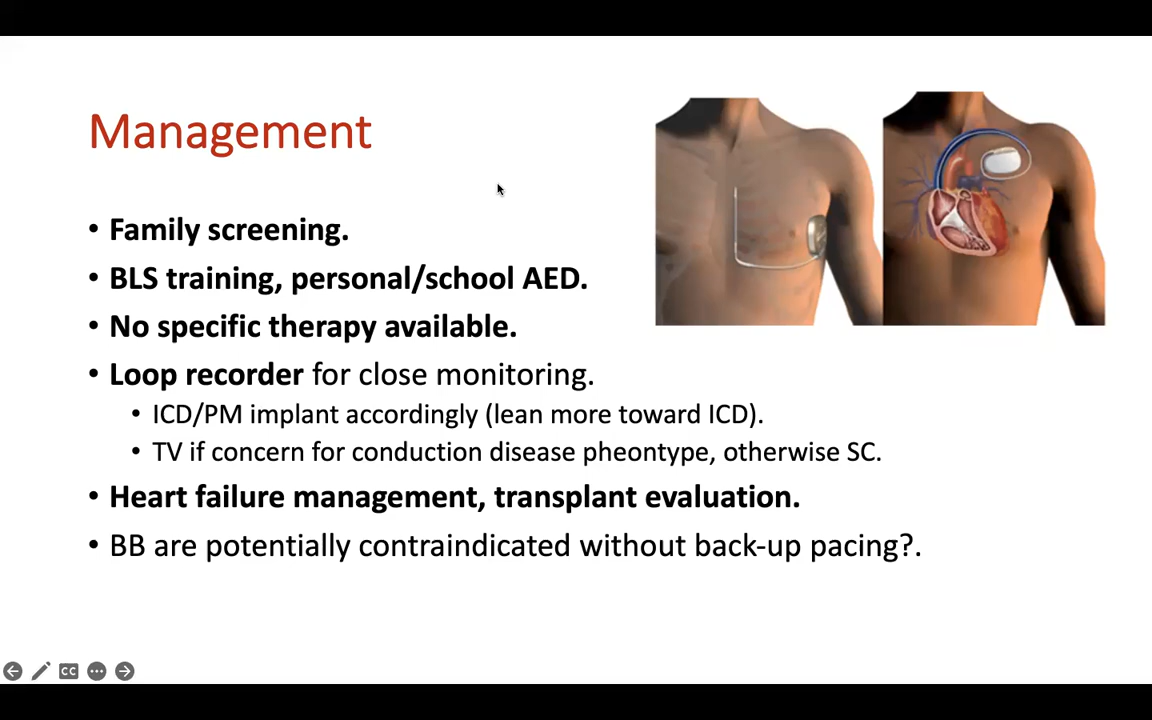 Management
• Family screening.
• BLS training, personal/school AED.
• No specific therapy available.
• Loop recorder for close monitoring.
• ICD/PM implant accordingly (lean more toward ICD).
• TV if concern for conduction disease pheontype, otherwise SC.
• Heart failure management, transplant evaluation.
• BB are potentially contraindicated without back-up pacing?.
CC